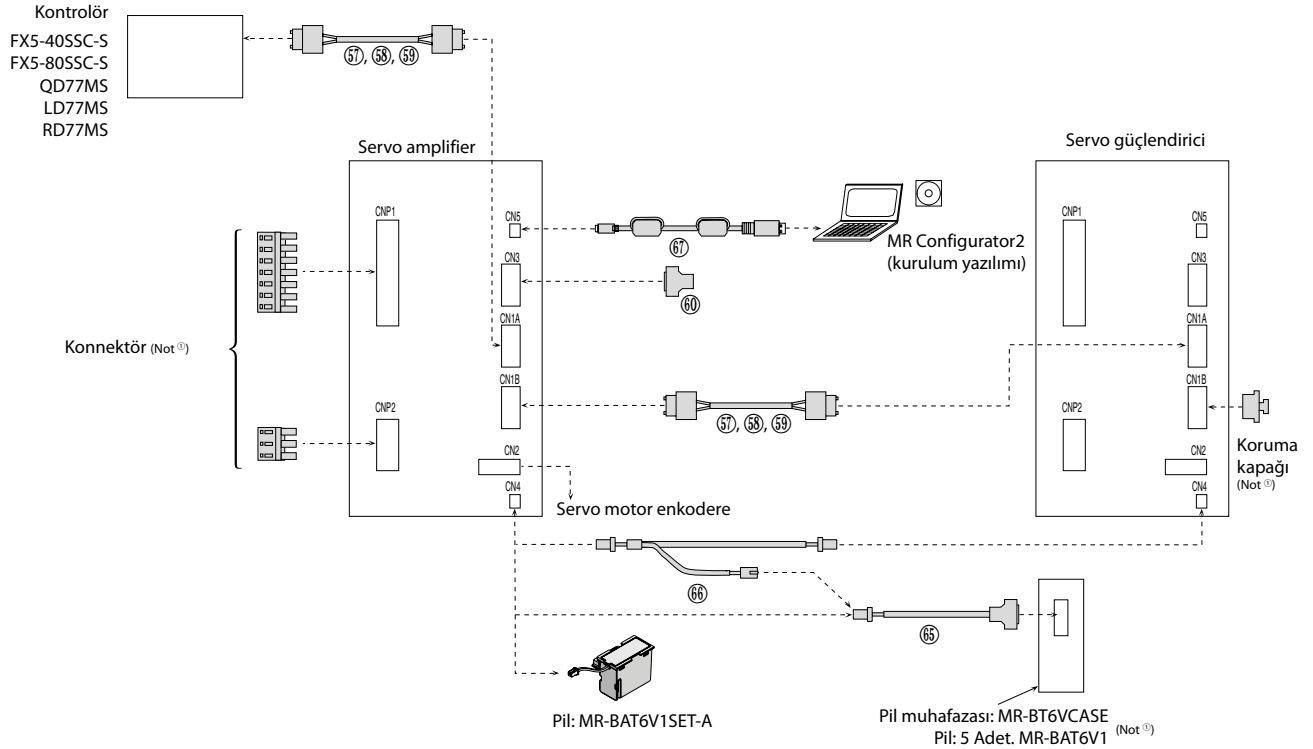 Kontrolör
FX5-40SSC-S
FX5-80SSC-S
QD77MS
LD77MS
RD77MS
57, 58, 59
Servo amplifier
Servo güçlendirici
CNP1
CN5
67
MR Configurator2
(kurulum yazılımı)
CNP1
CN5
CN3
60
CN3
Konnektör (Not ①)
CN1A
CN1A
CN1B
57, 58, 59
CN1B
CNP2
CNP2
CN2
CN2
Koruma
kapağı
(Not ①)
CN4
CN4
Servo motor enkodere
66
65
Pil: MR-BAT6V1SET-A
Pil muhafazası: MR-BT6VCASE
Pil: 5 Adet. MR-BAT6V1 (Not ①)